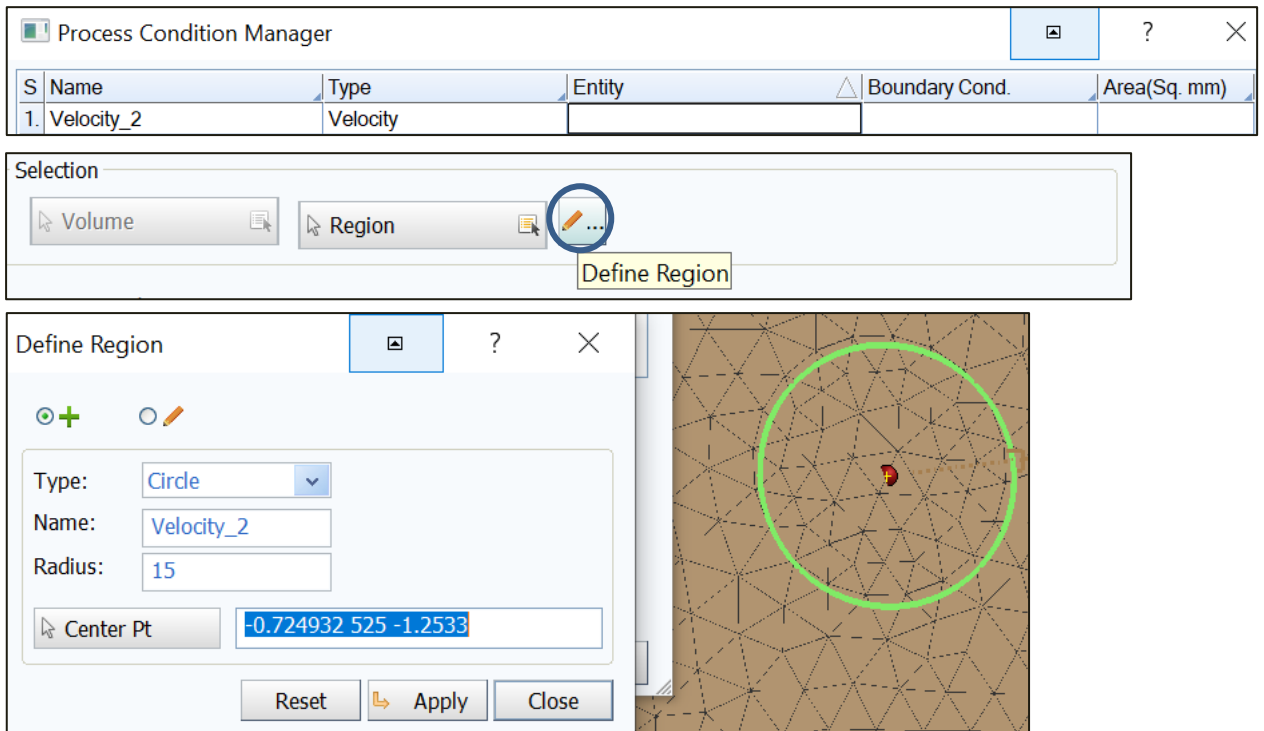 Process Condition Manager ?
S Name Type Entity Boundary Cond. Area(Sq. mm)
1. Velocity_2 Velocity
Selection
Volume Region ...
Define Region
Define Region ?
Type: Circle
Name: Velocity_2
Radius: 15
Center Pt -0.724932 525 -1.2533
Reset Apply Close